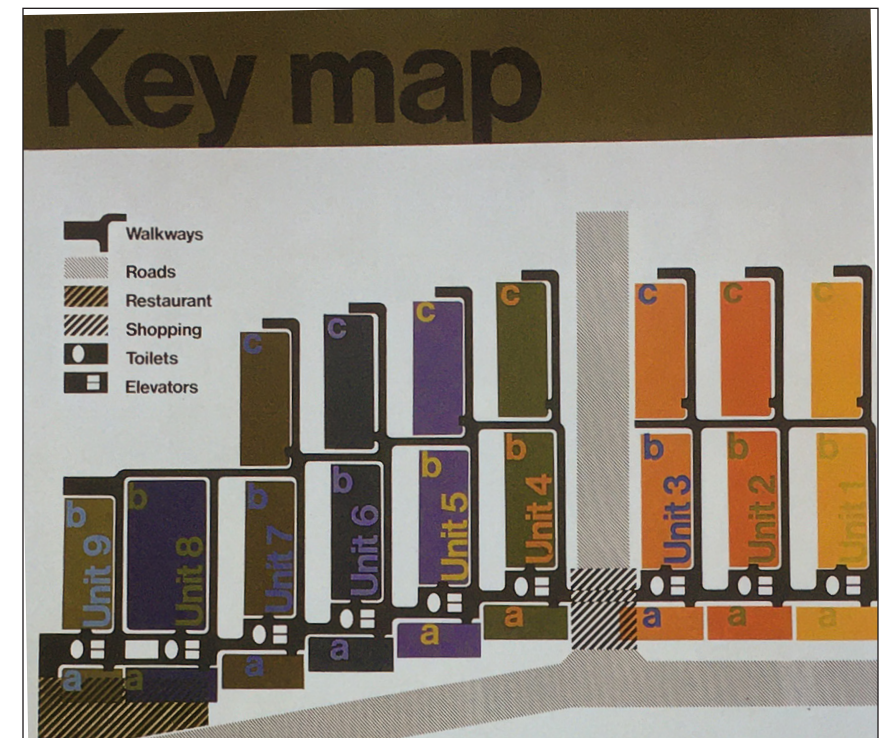 Key map
Walkways
Roads
Restaurant
Shopping
Toilets
Elevators
c
c
c
c
c
c
c
b
Unit 9
b
Unit 8
b
Unit 7
b
Unit 6
b
Unit 5
b
Unit 4
b
Unit 3
b
Unit 2
b
Unit 1
a
a
a
a
a
a
a
a
a